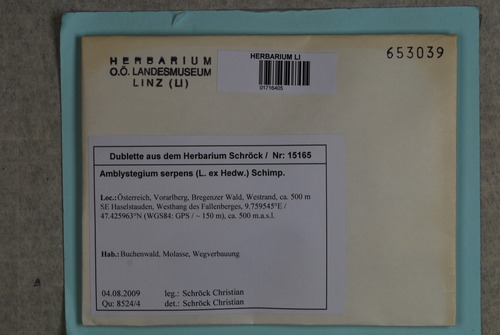 HERBARIUM
O.Ö. LANDESMUSEUM
LINZ (LI)
HERBARIUM LI
01716405
653039
Dublette aus dem Herbarium Schröck / Nr: 15165
Amblystegium serpens (L. ex Hedw.) Schimp.
Loc.: Österreich, Vorarlberg, Bregenzer Wald, Westrand, ca. 500 m
SE Haselstauden, Westhang des Fallenberges, 9.759545°E /
47.425963°N (WGS84: GPS / ~ 150 m), ca. 500 m.a.s.l.
Hab.: Buchenwald, Molasse, Wegverbauung
04.08.2009 leg.: Schröck Christian
Qu: 8524/4 det.: Schröck Christian